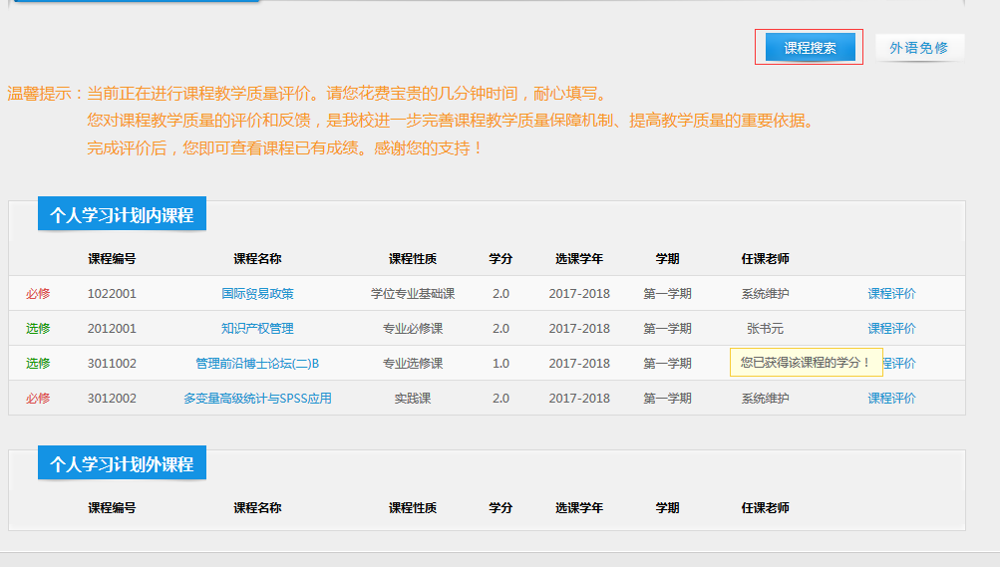 课程搜索 外语免修
温馨提示：当前正在进行课程教学质量评价。请您花费宝贵的几分钟时间，耐心填写。
您对课程教学质量的评价和反馈，是我校进一步完善课程教学质量保障机制、提高教学质量的重要依据。
完成评价后，您即可查看课程已有成绩。感谢您的支持！
个人学习计划内课程
课程编号 课程名称 课程性质 学分 选课学年 学期 任课老师
必修 1022001 国际贸易政策 学位专业基础课 2.0 2017-2018 第一学期 系统维护 课程评价
选修 2012001 知识产权管理 专业必修课 2.0 2017-2018 第一学期 张书元 课程评价
选修 3011002 管理前沿博士论坛(二)B 专业选修课 1.0 2017-2018 第一学期 您已获得该课程的学分！ 程评价
必修 3012002 多变量高级统计与SPSS应用 实践课 2.0 2017-2018 第一学期 系统维护 课程评价
个人学习计划外课程
课程编号 课程名称 课程性质 学分 选课学年 学期 任课老师